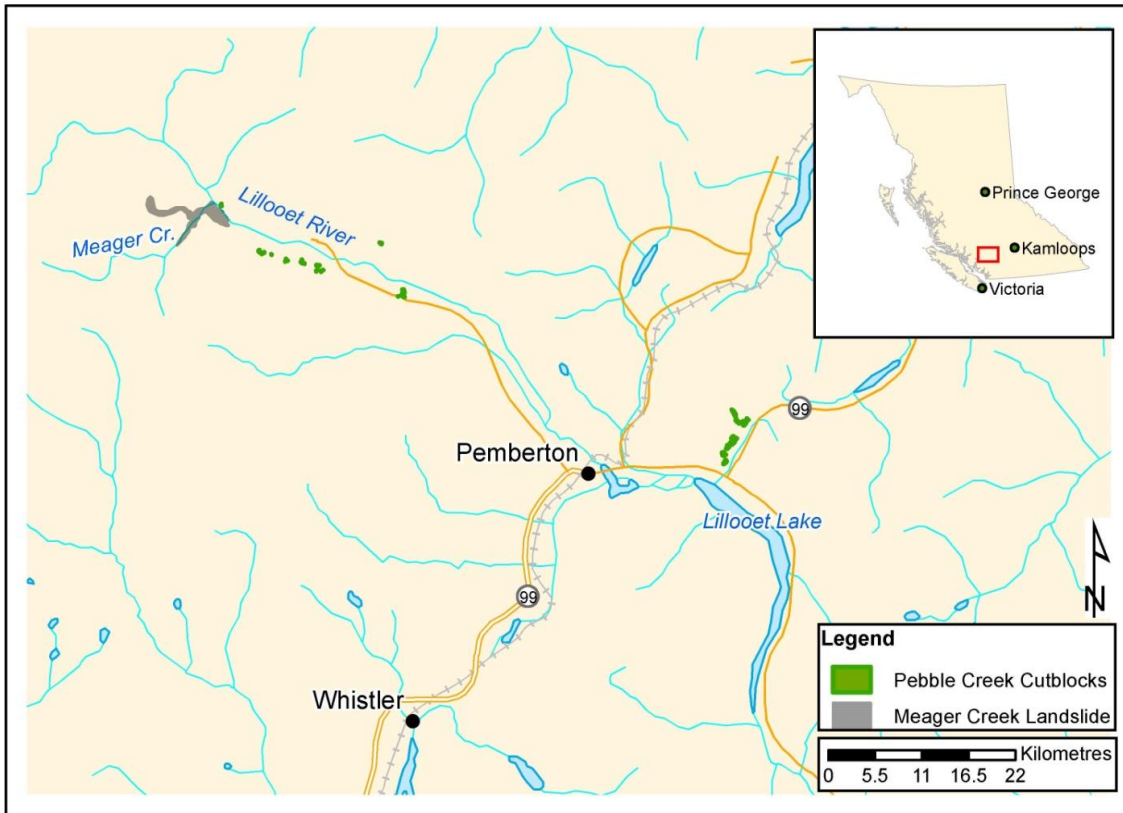 Prince George
Kamloops
Victoria
Lillooet River
Meager Cr.
99
Pemberton
Lillooet Lake
99
Whistler
N
Legend
Pebble Creek Cutblocks
Meager Creek Landslide
Kilometres
0 5.5 11 16.5 22